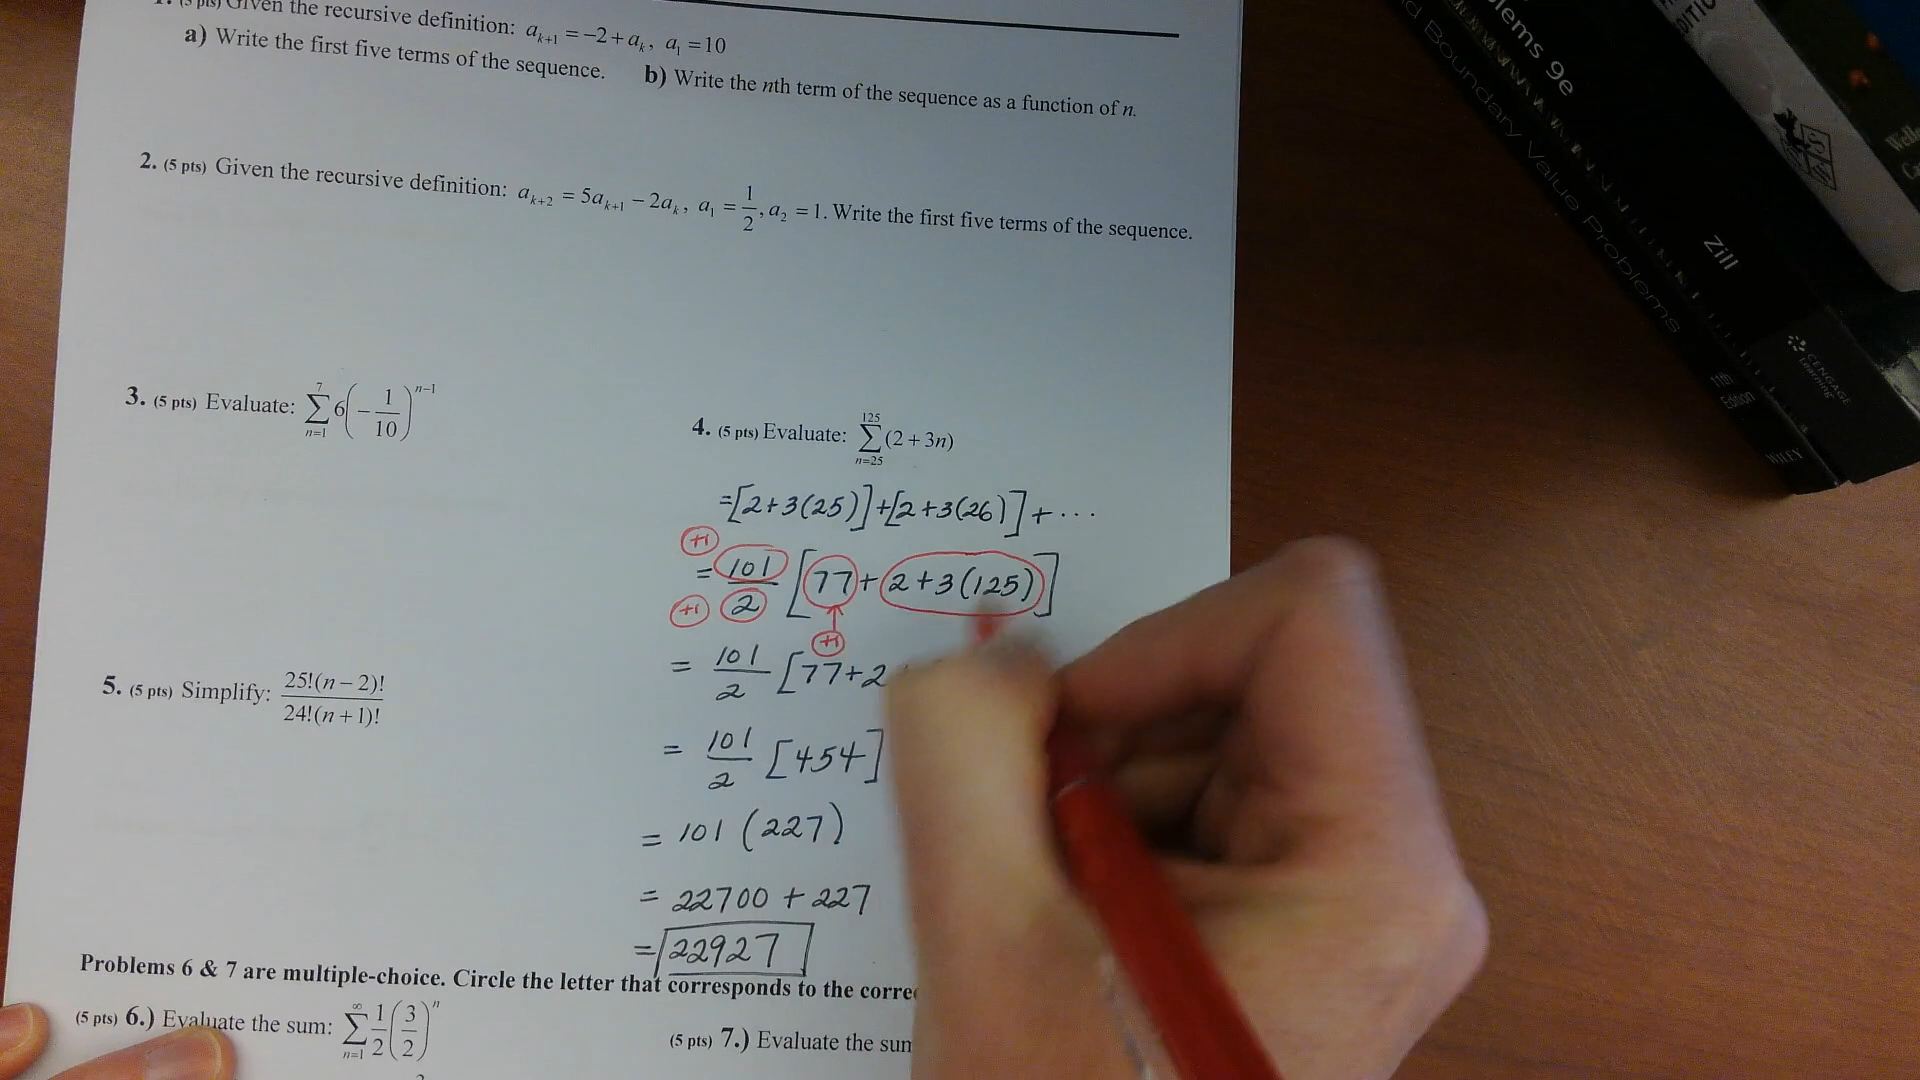 (5 pts) Given the recursive definition: a_{k+1} = −2 + a_k, a_1 = 10
a) Write the first five terms of the sequence. b) Write the nth term of the sequence as a function of n.
2. (5 pts) Given the recursive definition: a_{k+2} = 5a_{k+1} − 2a_k, a_1 = 1/2, a_2 = 1. Write the first five terms of the sequence.
3. (5 pts) Evaluate: \sum_{n=1}^{7} 6(−1/10)^{n−1}
4. (5 pts) Evaluate: \sum_{n=25}^{125} (2 + 3n)
=[2+3(25)]+[2+3(26)]+ ...
+1
= 101/2 [77+2+3(125)]
+1
+1
= 101/2 [77+2
= 101/2 [454]
= 101 (227)
= 22700 + 227
= 22927
5. (5 pts) Simplify: 25!(n − 2)!/24!(n + 1)!
Problems 6 & 7 are multiple-choice. Circle the letter that corresponds to the corre
(5 pts) 6.) Evaluate the sum: \sum_{n=1}^{∞} 1/2(3/2)^n
(5 pts) 7.) Evaluate the sum
lems 9e
Boundary Value Problems
Zill
CENGAGE
Learning
Edition
WILEY